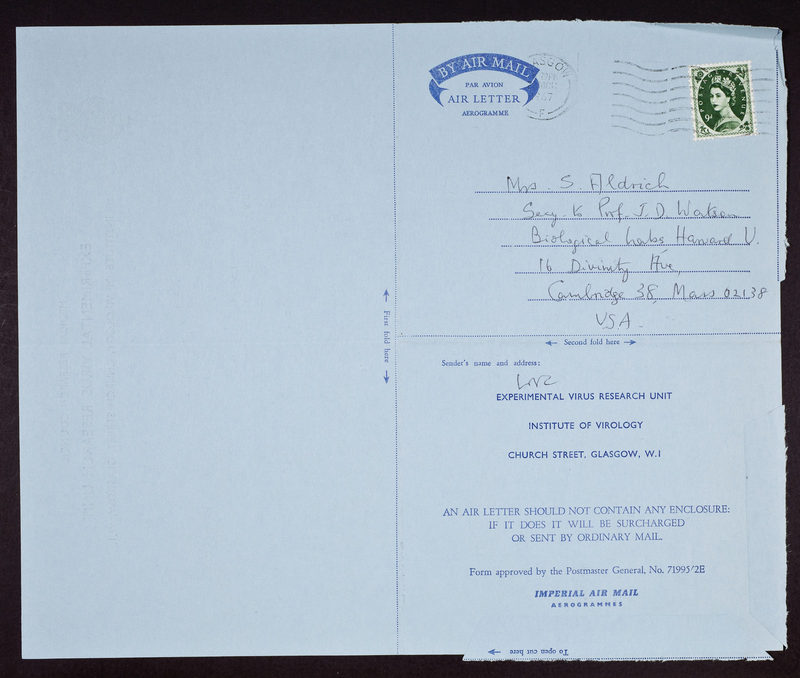 BY AIR MAIL
PAR AVION
AIR LETTER
AEROGRAMME
GLASGOW
POSTAGE REVENUE
9d
Mrs. S. Aldrich
Secy. to Prof. J. D. Watson
Biological Labs Harvard U.
16 Divinity Ave,
Cambridge 38, Mass 02138
USA
← First fold here →
← Second fold here →
Sender's name and address:
EXPERIMENTAL VIRUS RESEARCH UNIT
INSTITUTE OF VIROLOGY
CHURCH STREET, GLASGOW, W.1
AN AIR LETTER SHOULD NOT CONTAIN ANY ENCLOSURE:
IF IT DOES IT WILL BE SURCHARGED
OR SENT BY ORDINARY MAIL.
Form approved by the Postmaster General, No. 71995/2E
IMPERIAL AIR MAIL
AEROGRAMMES
To open cut here